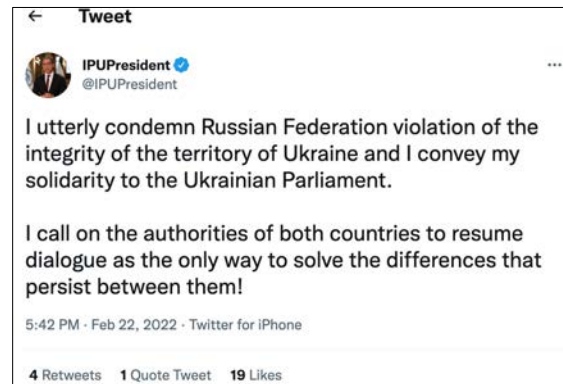 ← Tweet
IPUPresident
@IPUPresident
...
I utterly condemn Russian Federation violation of the
integrity of the territory of Ukraine and I convey my
solidarity to the Ukrainian Parliament.
I call on the authorities of both countries to resume
dialogue as the only way to solve the differences that
persist between them!
5:42 PM · Feb 22, 2022 · Twitter for iPhone
4 Retweets 1 Quote Tweet 19 Likes